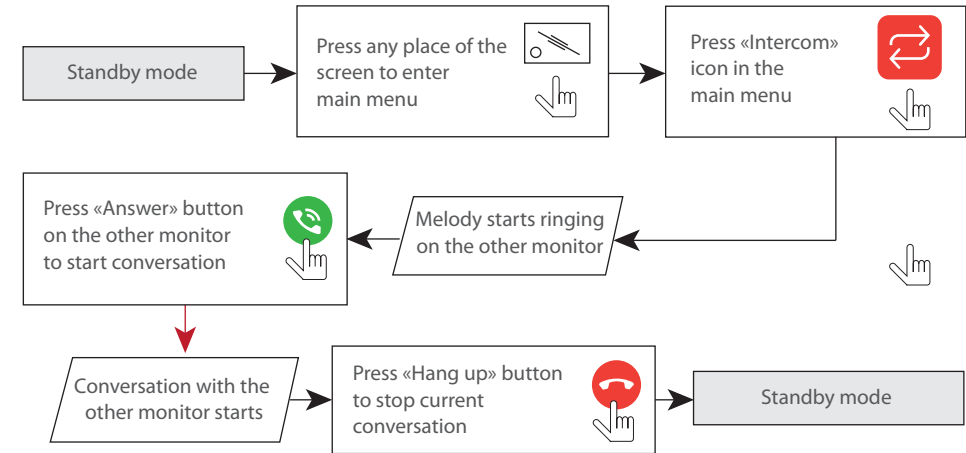 Standby mode
Press any place of the
screen to enter
main menu
Press «Intercom»
icon in the
main menu
Press «Answer» button
on the other monitor
to start conversation
Melody starts ringing
on the other monitor
Conversation with the
other monitor starts
Press «Hang up» button
to stop current
conversation
Standby mode